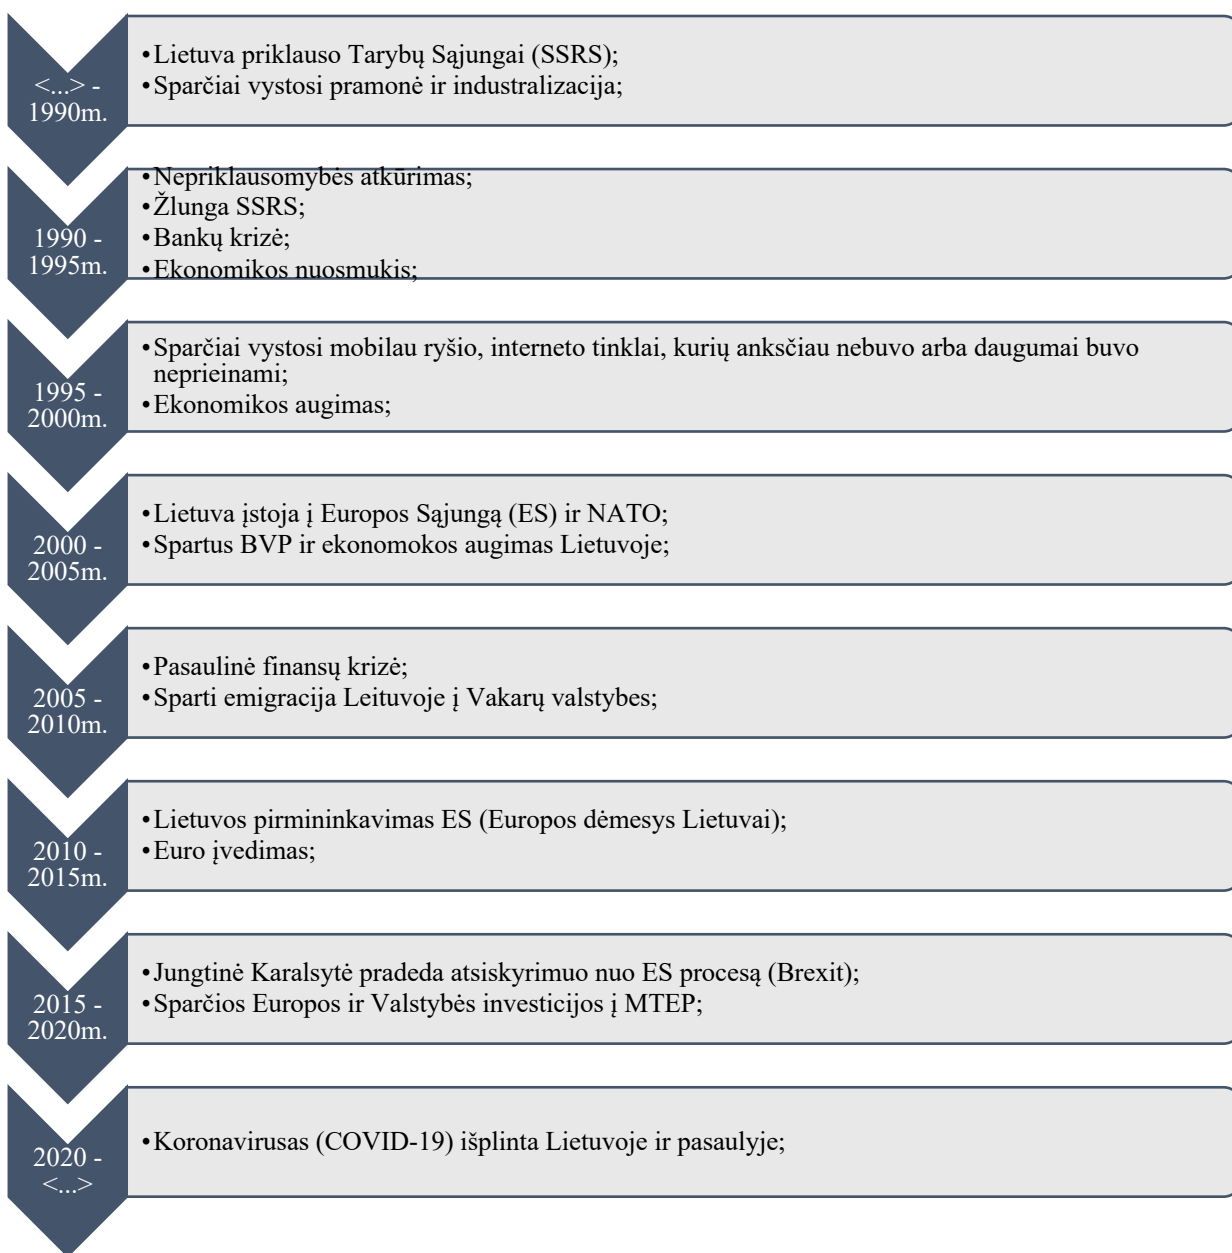 <...> -
1990m.
•Lietuva priklauso Tarybų Sąjungai (SSRS);
•Sparčiai vystosi pramonė ir industralizacija;
1990 -
1995m.
•Nepriklausomybės atkūrimas;
•Žlunga SSRS;
•Bankų krizė;
•Ekonomikos nuosmukis;
1995 -
2000m.
•Sparčiai vystosi mobilau ryšio, interneto tinklai, kurių anksčiau nebuvo arba daugumai buvo
neprieinami;
•Ekonomikos augimas;
2000 -
2005m.
•Lietuva įstoja į Europos Sąjungą (ES) ir NATO;
•Spartus BVP ir ekonomokos augimas Lietuvoje;
2005 -
2010m.
•Pasaulinė finansų krizė;
•Sparti emigracija Leituvoje į Vakarų valstybes;
2010 -
2015m.
•Lietuvos pirmininkavimas ES (Europos dėmesys Lietuvai);
•Euro įvedimas;
2015 -
2020m.
•Jungtinė Karalsytė pradeda atsiskyrimuo nuo ES procesą (Brexit);
•Sparčios Europos ir Valstybės investicijos į MTEP;
2020 -
<...>
•Koronavirusas (COVID-19) išplinta Lietuvoje ir pasaulyje;